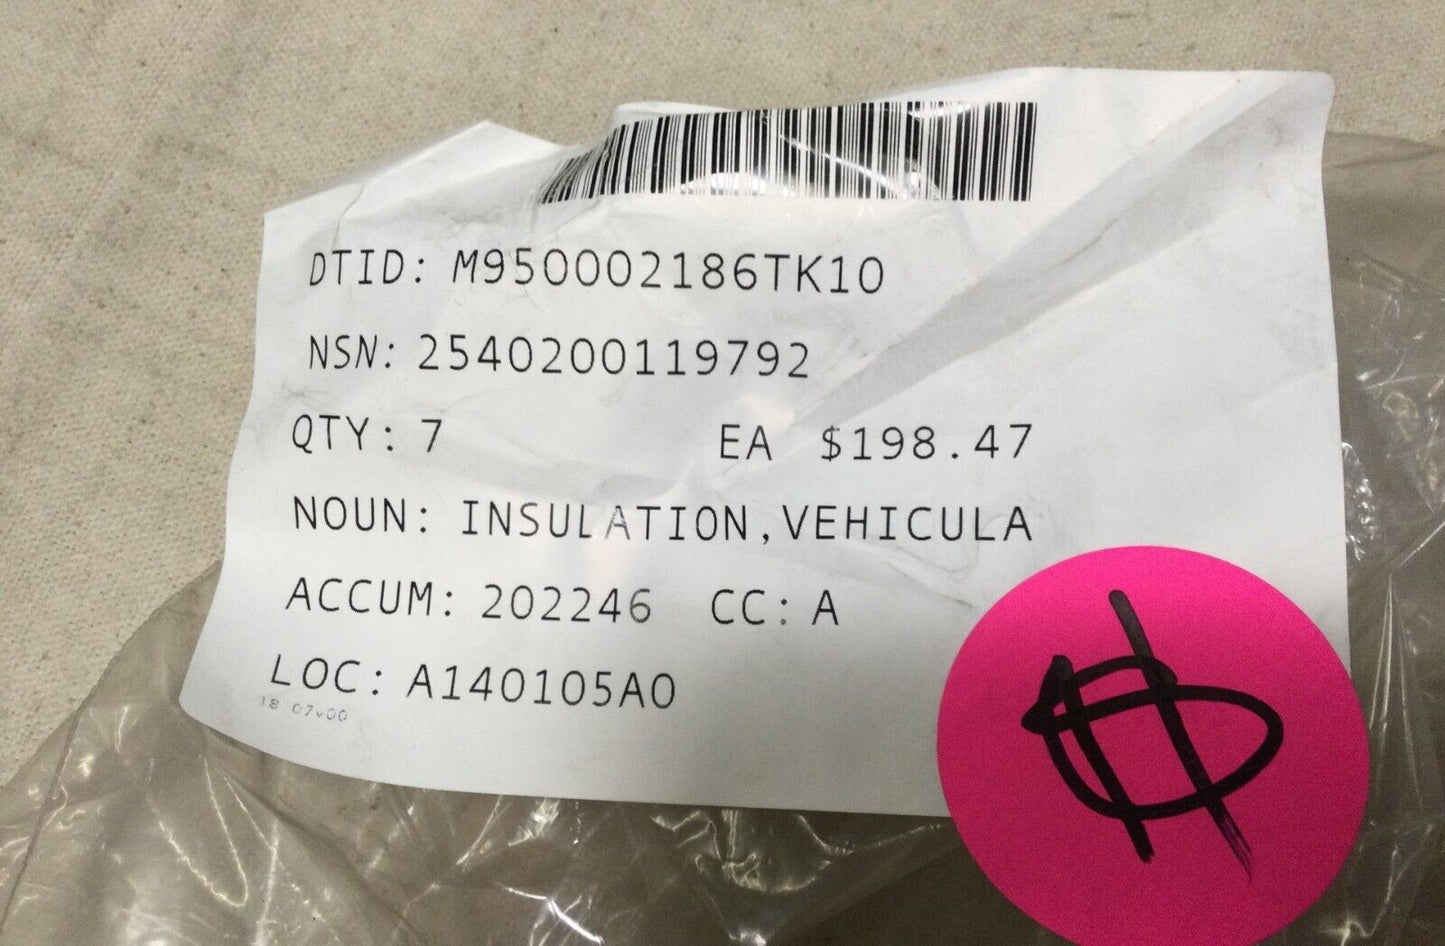 DTID: M950002186TK10
NSN: 2540200119792
QTY: 7 EA $198.47
NOUN: INSULATION,VEHICULA
ACCUM: 202246 CC: A
LOC: A140105A0